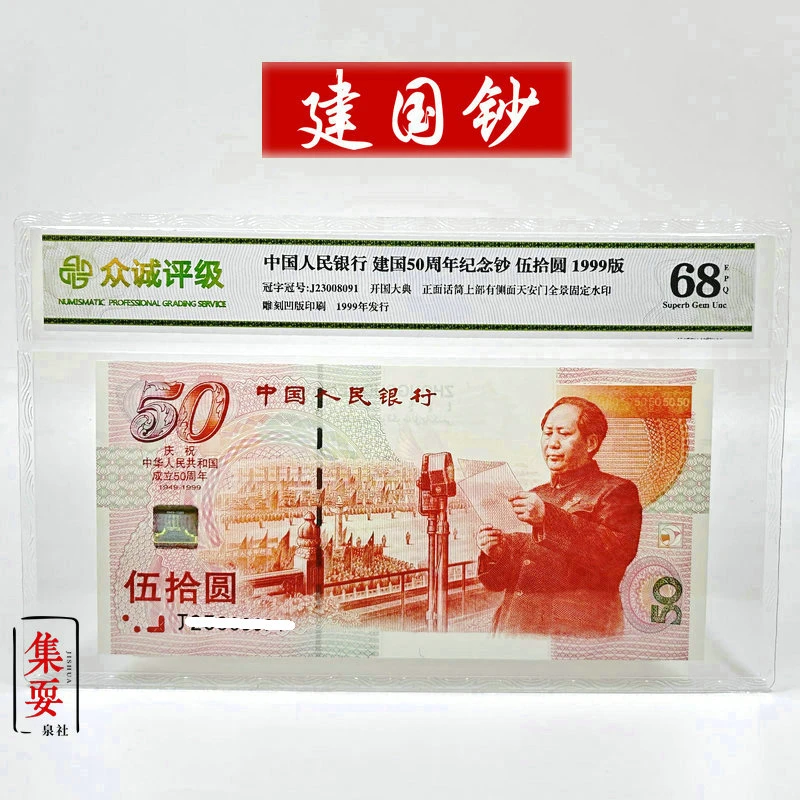 建国钞
众诚评级
NUMISMATIC PROFESSIONAL GRADING SERVICE
中国人民银行 建国50周年纪念钞 伍拾圆 1999版
冠字冠号:J23008091 开国大典 正面话筒上部有侧面天安门全景固定水印
雕刻凹版印刷 1999年发行
68
EPQ
Superb Gem Unc
50
中国人民银行
庆祝
中华人民共和国
成立50周年
1949-1999
伍拾圆
50
集耍
JISHUA
泉社